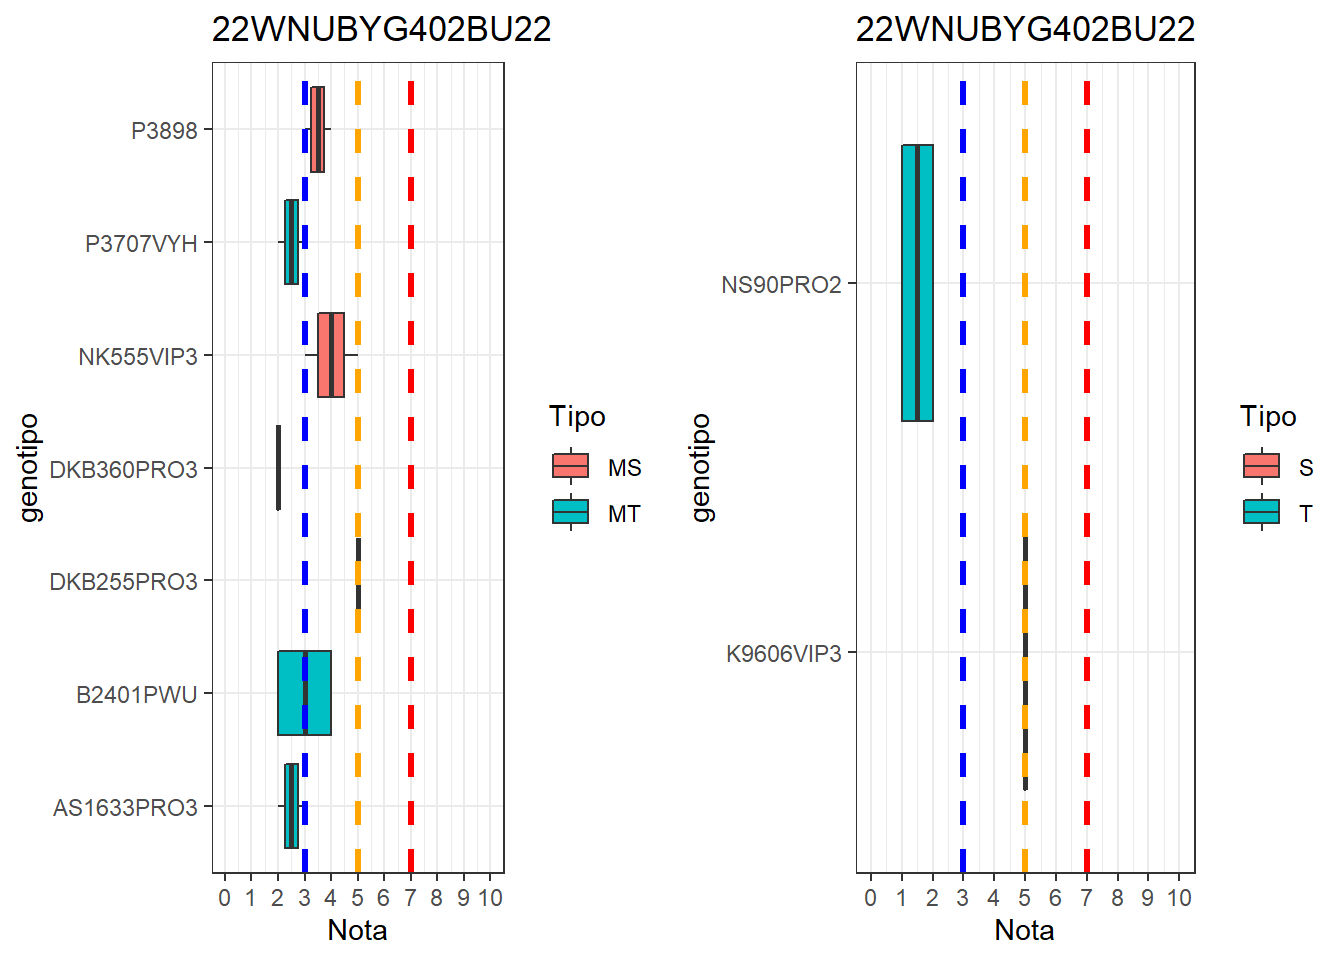 22WNUBYG402BU22
P3898
P3707VYH
NK555VIP3
DKB360PRO3
DKB255PRO3
B2401PWU
AS1633PRO3
genotipo
0 1 2 3 4 5 6 7 8 9 10
Nota
Tipo
MS
MT
22WNUBYG402BU22
NS90PRO2
K9606VIP3
genotipo
0 1 2 3 4 5 6 7 8 9 10
Nota
Tipo
S
T